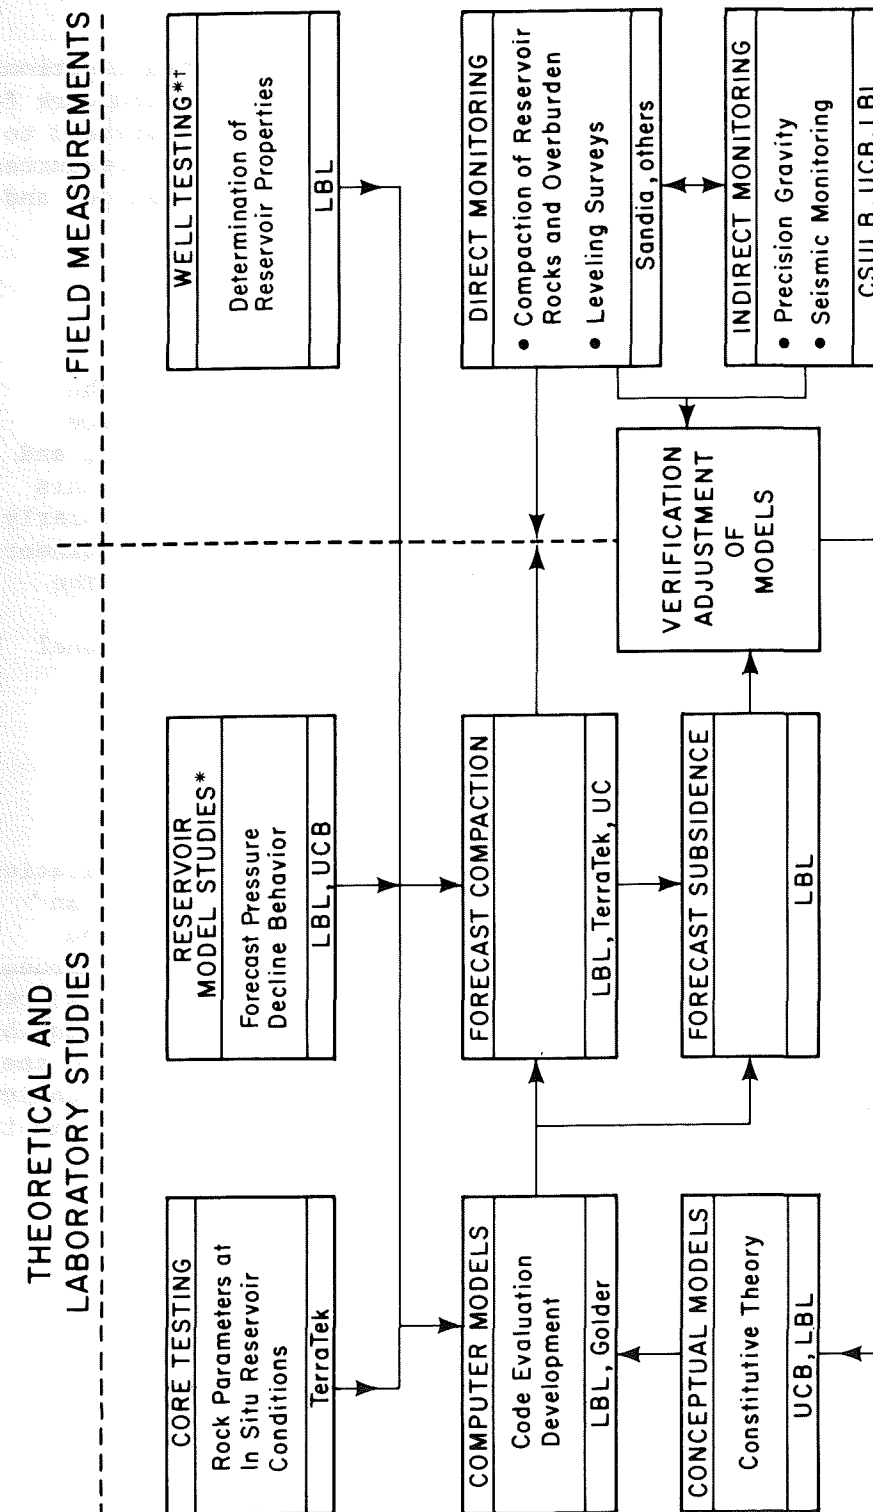 THEORETICAL AND
LABORATORY STUDIES
FIELD MEASUREMENTS
CORE TESTING
Rock Parameters at
In Situ Reservoir
Conditions
TerraTek
RESERVOIR
MODEL STUDIES*
Forecast Pressure
Decline Behavior
LBL, UCB
WELL TESTING*†
Determination of
Reservoir Properties
LBL
COMPUTER MODELS
Code Evaluation
Development
LBL, Golder
FORECAST COMPACTION
LBL, TerraTek, UC
DIRECT MONITORING
• Compaction of Reservoir
Rocks and Overburden
• Leveling Surveys
Sandia, others
CONCEPTUAL MODELS
Constitutive Theory
UCB, LBL
FORECAST SUBSIDENCE
LBL
VERIFICATION
ADJUSTMENT
OF
MODELS
INDIRECT MONITORING
• Precision Gravity
• Seismic Monitoring
CSULB, UCB, LBL